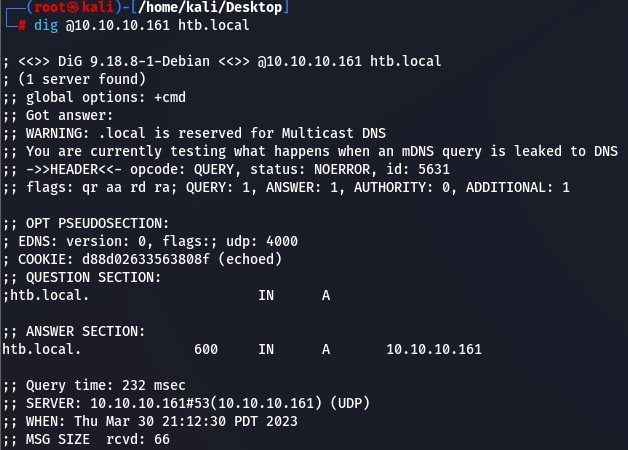 ┌──(root㉿kali)-[/home/kali/Desktop]
└─# dig @10.10.10.161 htb.local

; <<>> DiG 9.18.8-1-Debian <<>> @10.10.10.161 htb.local
; (1 server found)
;; global options: +cmd
;; Got answer:
;; WARNING: .local is reserved for Multicast DNS
;; You are currently testing what happens when an mDNS query is leaked to DNS
;; ->>HEADER<<- opcode: QUERY, status: NOERROR, id: 5631
;; flags: qr aa rd ra; QUERY: 1, ANSWER: 1, AUTHORITY: 0, ADDITIONAL: 1

;; OPT PSEUDOSECTION:
; EDNS: version: 0, flags:; udp: 4000
; COOKIE: d88d02633563808f (echoed)
;; QUESTION SECTION:
;htb.local.                     IN      A

;; ANSWER SECTION:
htb.local.              600     IN      A       10.10.10.161

;; Query time: 232 msec
;; SERVER: 10.10.10.161#53(10.10.10.161) (UDP)
;; WHEN: Thu Mar 30 21:12:30 PDT 2023
;; MSG SIZE  rcvd: 66